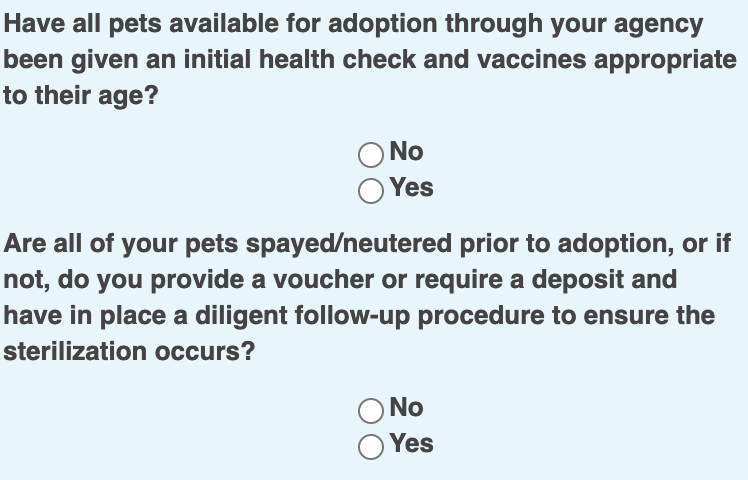 Have all pets available for adoption through your agency
been given an initial health check and vaccines appropriate
to their age?
No
Yes
Are all of your pets spayed/neutered prior to adoption, or if
not, do you provide a voucher or require a deposit and
have in place a diligent follow-up procedure to ensure the
sterilization occurs?
No
Yes